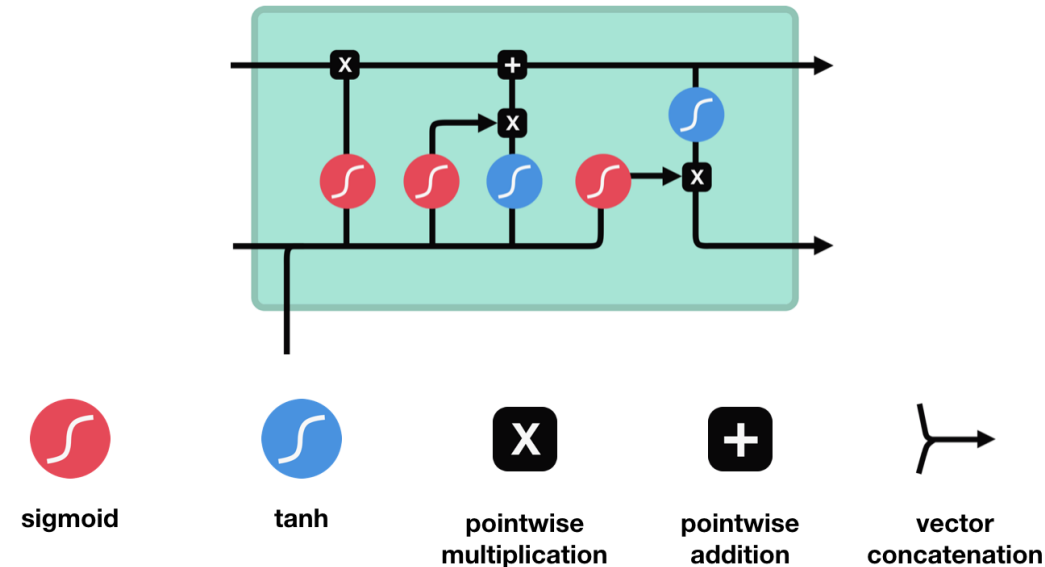 X
+
X
X
X
+
sigmoid
tanh
pointwise
multiplication
pointwise
addition
vector
concatenation